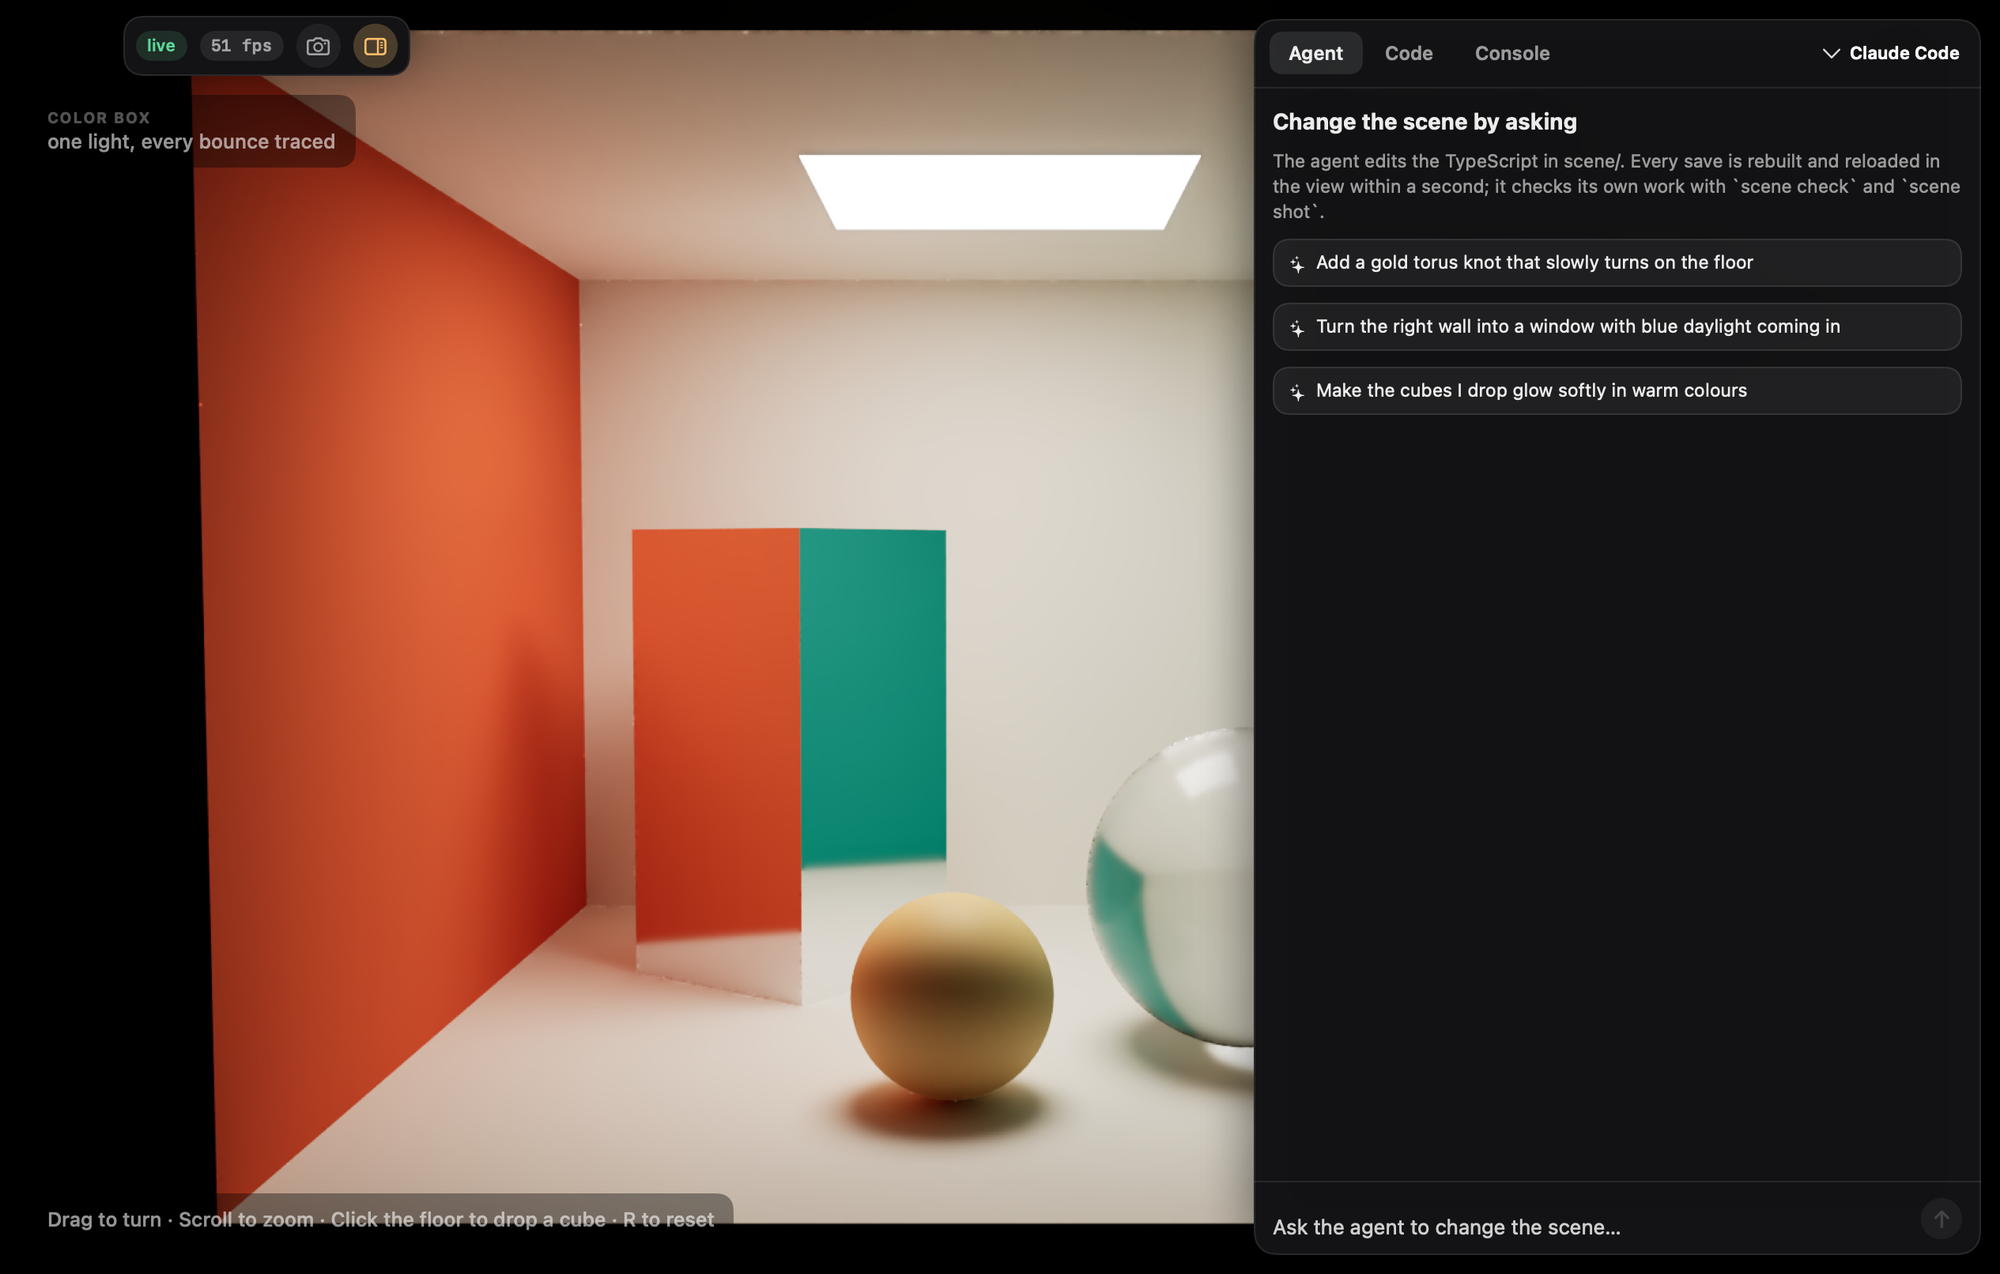 live
51 fps
COLOR BOX
one light, every bounce traced
Agent
Code
Console
Claude Code
Change the scene by asking
The agent edits the TypeScript in scene/. Every save is rebuilt and reloaded in
the view within a second; it checks its own work with `scene check` and `scene
shot`.
Add a gold torus knot that slowly turns on the floor
Turn the right wall into a window with blue daylight coming in
Make the cubes I drop glow softly in warm colours
Drag to turn · Scroll to zoom · Click the floor to drop a cube · R to reset
Ask the agent to change the scene...